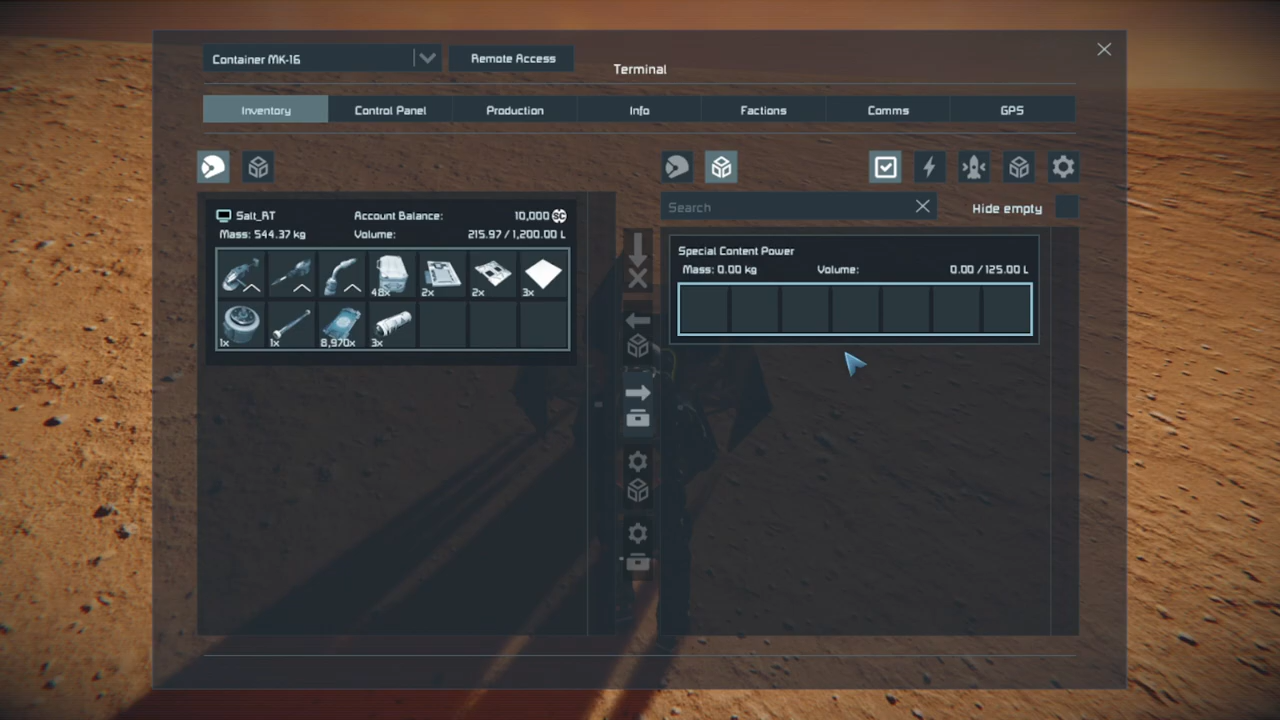 Container MK-16
Remote Access
Terminal
Inventory
Control Panel
Production
Info
Factions
Comms
GPS
Salt_RT
Account Balance: 10,000 SC
Mass: 544.37 kg
Volume: 215.97 / 1,200.00 L
48x
2x
2x
3x
1x
1x
8,970x
3x
Search
Hide empty
Special Content Power
Mass: 0.00 kg
Volume: 0.00 / 125.00 L